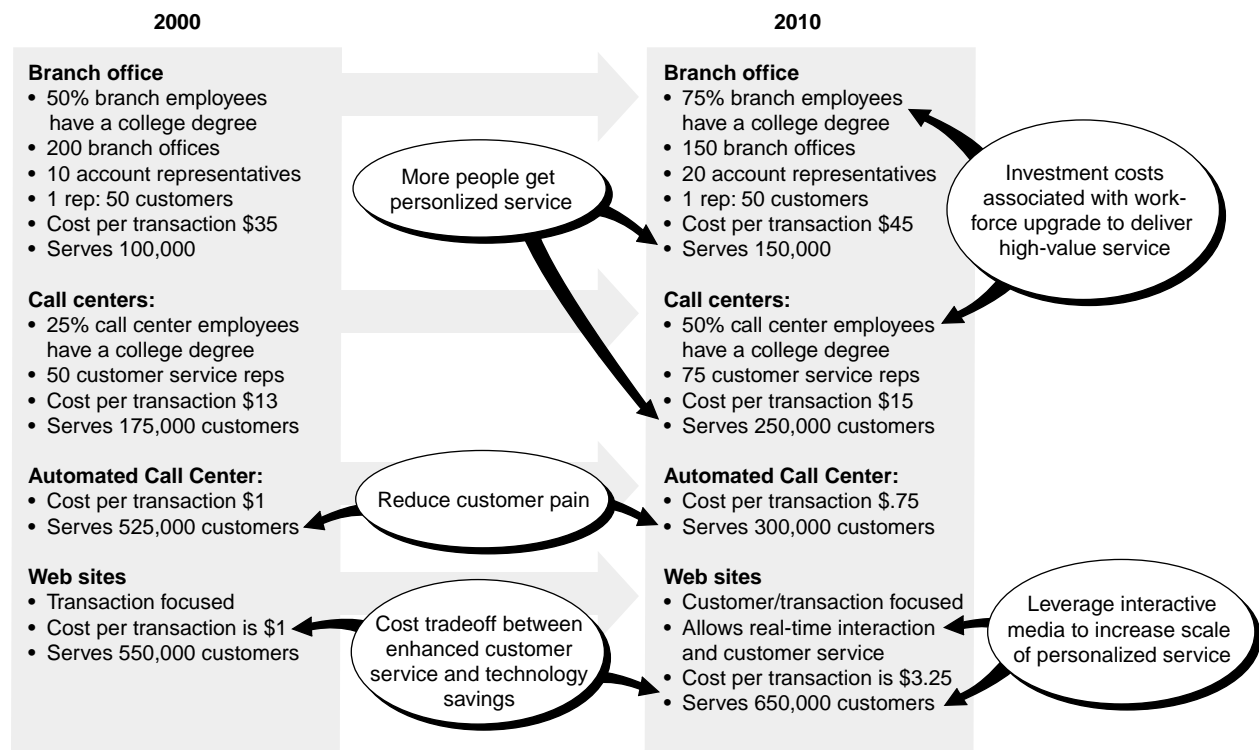 2000
Branch office
• 50% branch employees
have a college degree
• 200 branch offices
• 10 account representatives
• 1 rep: 50 customers
• Cost per transaction $35
• Serves 100,000
Call centers:
• 25% call center employees
have a college degree
• 50 customer service reps
• Cost per transaction $13
• Serves 175,000 customers
Automated Call Center:
• Cost per transaction $1
• Serves 525,000 customers
Web sites
• Transaction focused
• Cost per transaction is $1
• Serves 550,000 customers
More people get
personlized service
Reduce customer pain
Cost tradeoff between
enhanced customer
service and technology
savings
2010
Branch office
• 75% branch employees
have a college degree
• 150 branch offices
• 20 account representatives
• 1 rep: 50 customers
• Cost per transaction $45
• Serves 150,000
Call centers:
• 50% call center employees
have a college degree
• 75 customer service reps
• Cost per transaction $15
• Serves 250,000 customers
Automated Call Center:
• Cost per transaction $.75
• Serves 300,000 customers
Web sites
• Customer/transaction focused
• Allows real-time interaction
and customer service
• Cost per transaction is $3.25
• Serves 650,000 customers
Investment costs
associated with work-
force upgrade to deliver
high-value service
Leverage interactive
media to increase scale
of personalized service